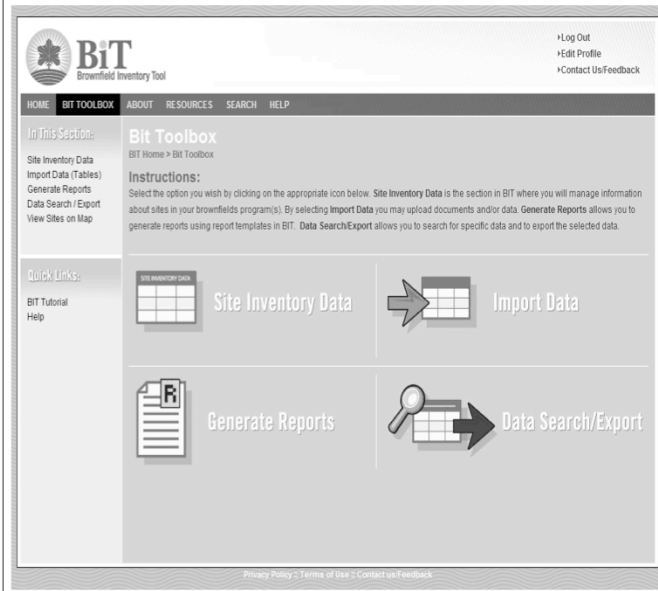 BiT
Brownfield Inventory Tool
›Log Out
›Edit Profile
›Contact Us/Feedback
HOME BIT TOOLBOX ABOUT RESOURCES SEARCH HELP
In This Section:
Site Inventory Data
Import Data (Tables)
Generate Reports
Data Search / Export
View Sites on Map
Quick Links:
BIT Tutorial
Help
Bit Toolbox
BIT Home > Bit Toolbox
Instructions:
Select the option you wish by clicking on the appropriate icon below. Site Inventory Data is the section in BIT where you will manage information
about sites in your brownfields program(s). By selecting Import Data you may upload documents and/or data. Generate Reports allows you to
generate reports using report templates in BIT. Data Search/Export allows you to search for specific data and to export the selected data.
SITE INVENTORY DATA
Site Inventory Data
Import Data
R
Generate Reports
Data Search/Export
Privacy Policy :: Terms of Use :: Contact us/Feedback